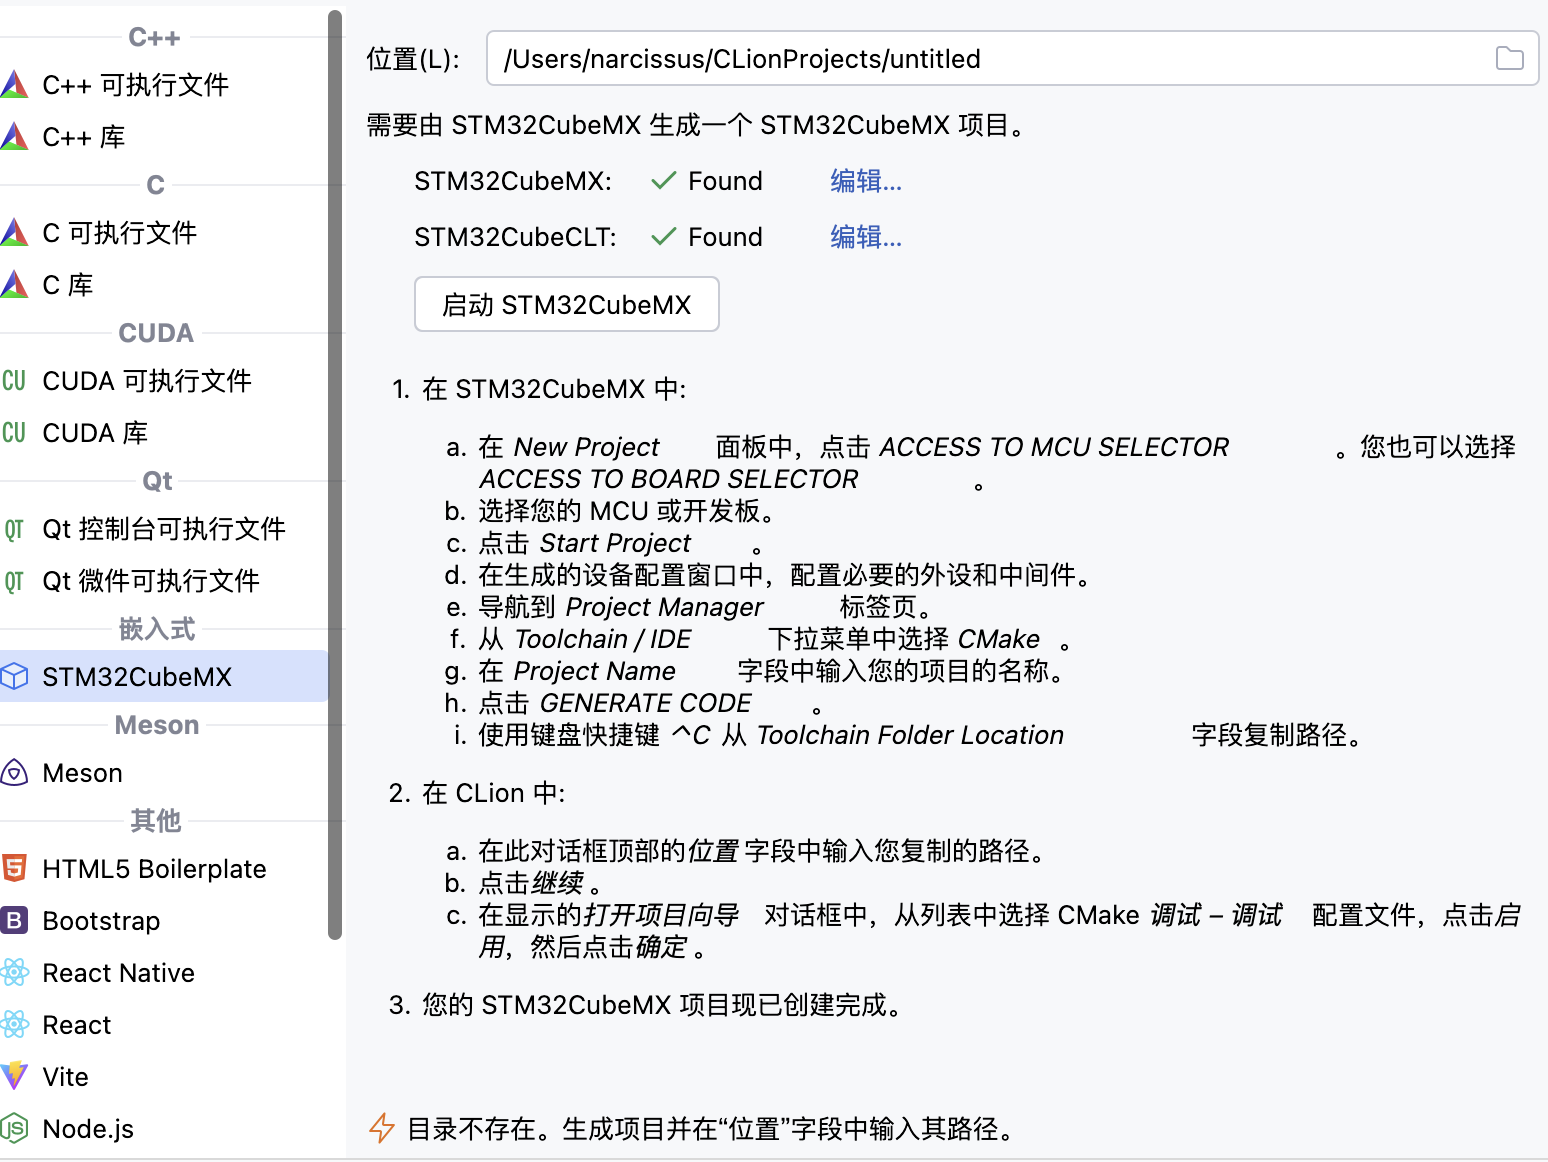 C++
C++ 可执行文件
C++ 库
C
C 可执行文件
C 库
CUDA
CU CUDA 可执行文件
CU CUDA 库
Qt
QT Qt 控制台可执行文件
QT Qt 微件可执行文件
嵌入式
STM32CubeMX
Meson
Meson
其他
5 HTML5 Boilerplate
B Bootstrap
React Native
React
Vite
JS Node.js
位置(L): /Users/narcissus/CLionProjects/untitled
需要由 STM32CubeMX 生成一个 STM32CubeMX 项目。
STM32CubeMX: Found 编辑...
STM32CubeCLT: Found 编辑...
启动 STM32CubeMX
1. 在 STM32CubeMX 中:
a. 在 New Project 面板中，点击 ACCESS TO MCU SELECTOR 。您也可以选择
ACCESS TO BOARD SELECTOR 。
b. 选择您的 MCU 或开发板。
c. 点击 Start Project 。
d. 在生成的设备配置窗口中，配置必要的外设和中间件。
e. 导航到 Project Manager 标签页。
f. 从 Toolchain / IDE 下拉菜单中选择 CMake 。
g. 在 Project Name 字段中输入您的项目的名称。
h. 点击 GENERATE CODE 。
i. 使用键盘快捷键 ^C 从 Toolchain Folder Location 字段复制路径。
2. 在 CLion 中:
a. 在此对话框顶部的位置 字段中输入您复制的路径。
b. 点击继续 。
c. 在显示的打开项目向导 对话框中，从列表中选择 CMake 调试 – 调试 配置文件，点击启
用，然后点击确定 。
3. 您的 STM32CubeMX 项目现已创建完成。
目录不存在。生成项目并在“位置”字段中输入其路径。